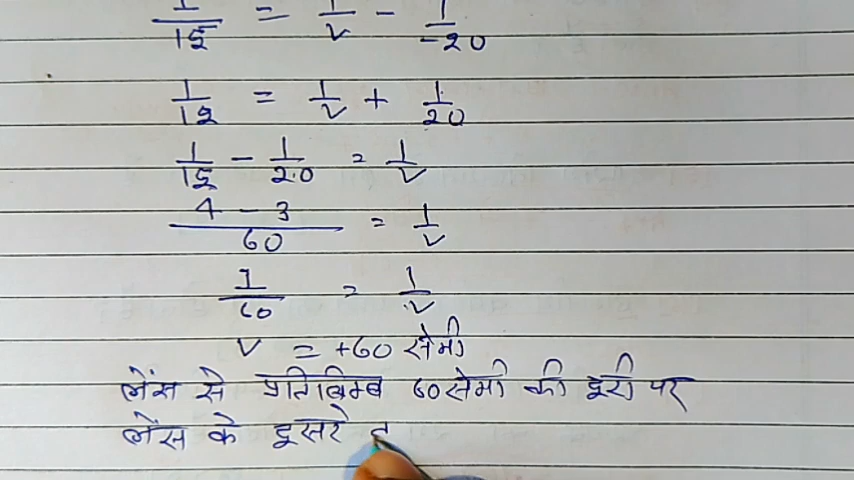 1/15 = 1/v - 1/-20
1/15 = 1/v + 1/20
1/15 - 1/20 = 1/v
4 - 3/60 = 1/v
1/60 = 1/v
v = +60 सेमी
लेंस से प्रतिबिम्ब 60 सेमी की दूरी पर
लेंस के दूसरे